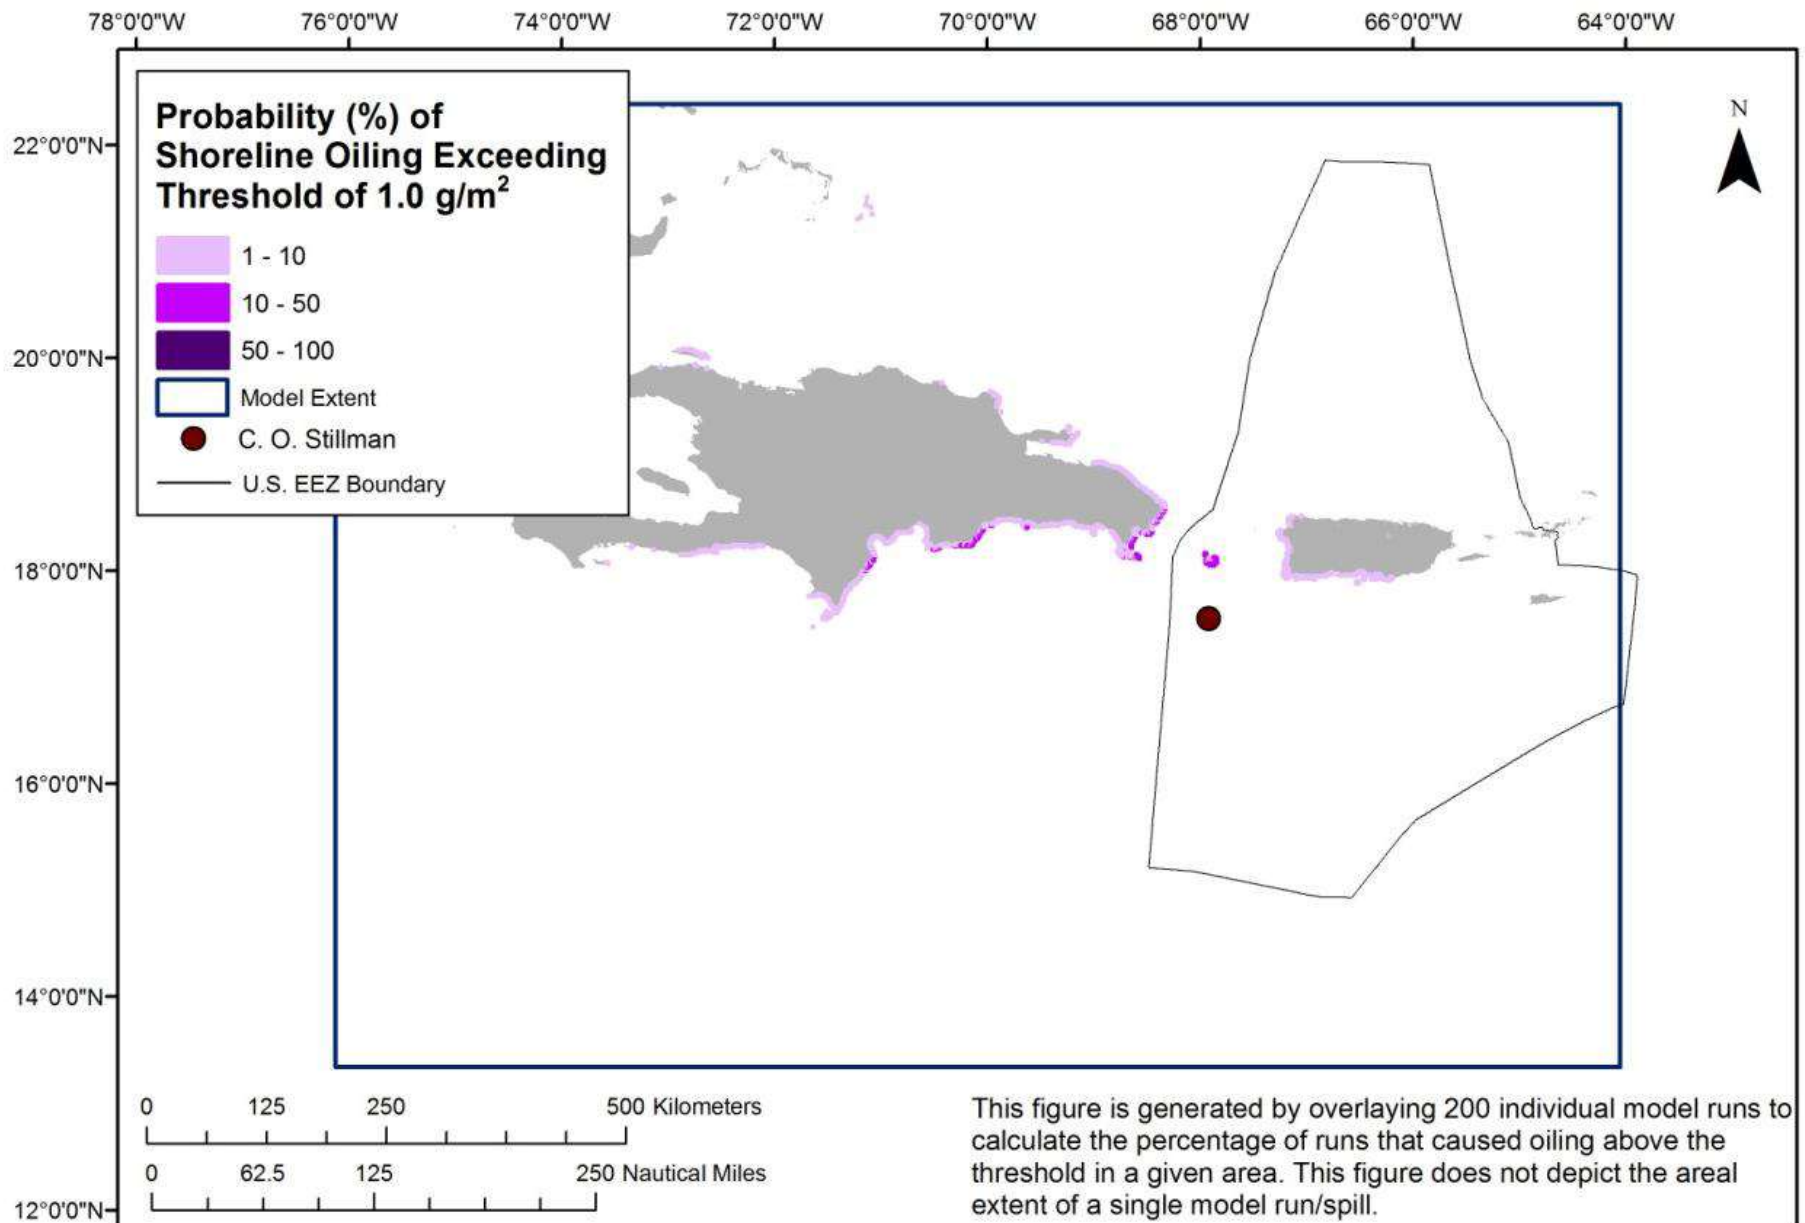 78°0'0"W 76°0'0"W 74°0'0"W 72°0'0"W 70°0'0"W 68°0'0"W 66°0'0"W 64°0'0"W
Probability (%) of
Shoreline Oiling Exceeding
Threshold of 1.0 g/m²
1 - 10
10 - 50
50 - 100
Model Extent
C. O. Stillman
U.S. EEZ Boundary
N
22°0'0"N
20°0'0"N
18°0'0"N
16°0'0"N
14°0'0"N
12°0'0"N
0 125 250 500 Kilometers
0 62.5 125 250 Nautical Miles
This figure is generated by overlaying 200 individual model runs to
calculate the percentage of runs that caused oiling above the
threshold in a given area. This figure does not depict the areal
extent of a single model run/spill.